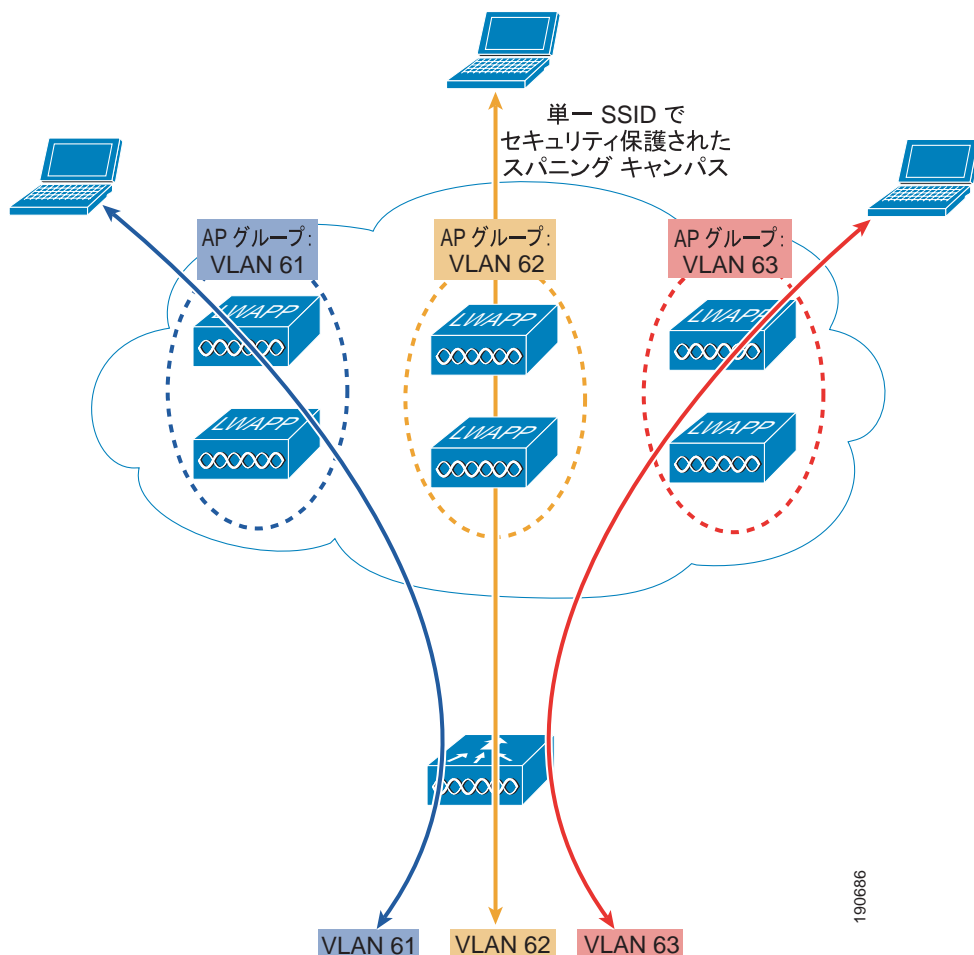 単一 SSID で
セキュリティ保護された
スパニング キャンパス
AP グループ:
VLAN 61
AP グループ:
VLAN 62
AP グループ:
VLAN 63
LWAPP
LWAPP
LWAPP
LWAPP
LWAPP
LWAPP
190686
VLAN 61
VLAN 62
VLAN 63